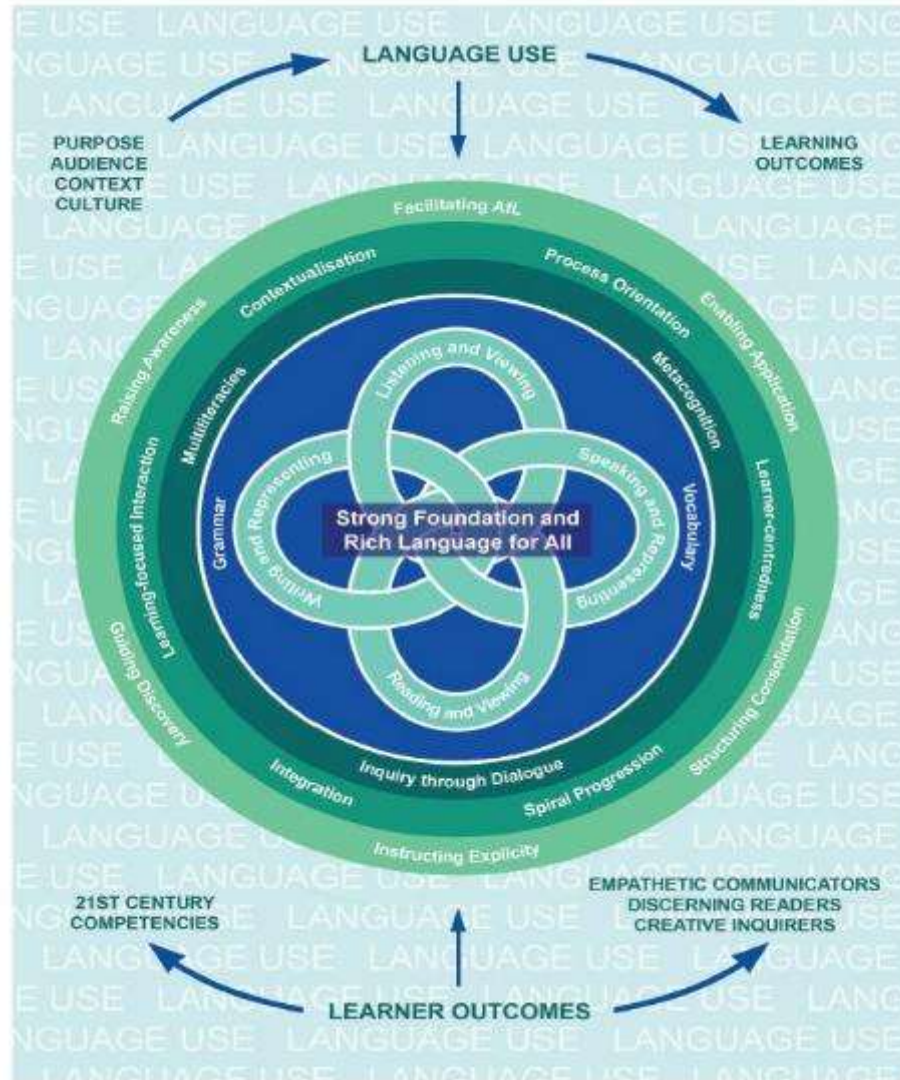 LANGUAGE USE
PURPOSE
AUDIENCE
CONTEXT
CULTURE
LEARNING
OUTCOMES
Facilitating AfL
Raising Awareness
Enabling Application
Guiding Discovery
Structuring Consolidation
Instructing Explicity
Contextualisation
Process Orientation
Learning-focused Interaction
Learner-centredness
Integration
Spiral Progression
Multiliteracies
Metacognition
Inquiry through Dialogue
Grammar
Vocabulary
Listening and Viewing
Writing and Representing
Speaking and Representing
Reading and Viewing
Strong Foundation and
Rich Language for All
21ST CENTURY
COMPETENCIES
EMPATHETIC COMMUNICATORS
DISCERNING READERS
CREATIVE INQUIRERS
LEARNER OUTCOMES